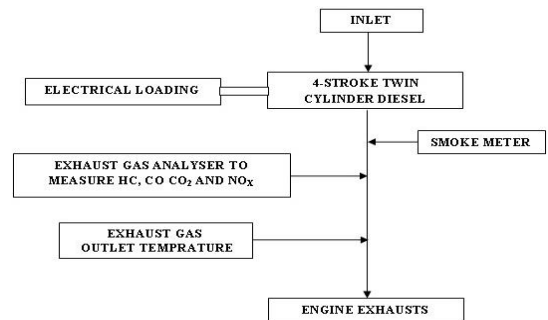 INLET
4-STROKE TWIN
CYLINDER DIESEL
ELECTRICAL LOADING
SMOKE METER
EXHAUST GAS ANALYSER TO
MEASURE HC, CO CO₂ AND NOX
EXHAUST GAS
OUTLET TEMPRATURE
ENGINE EXHAUSTS